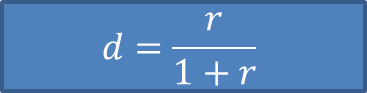 d = r / (1 + r)